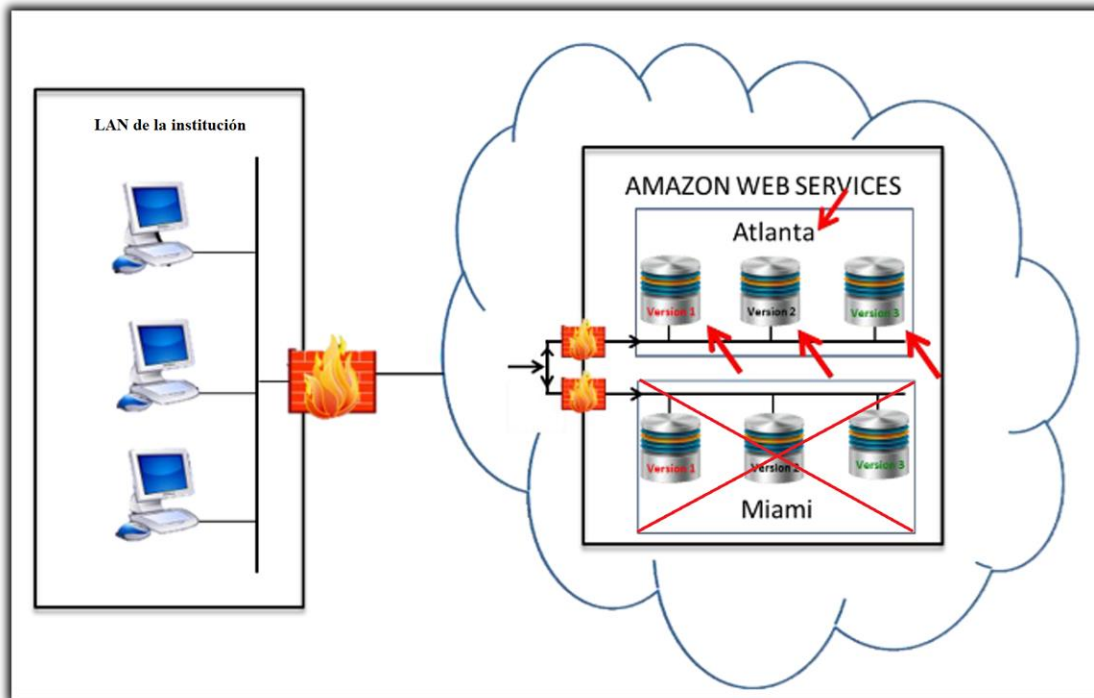 LAN de la institución
AMAZON WEB SERVICES
Atlanta
Version 1
Version 2
Version 3
Version 1
Version 2
Version 3
Miami